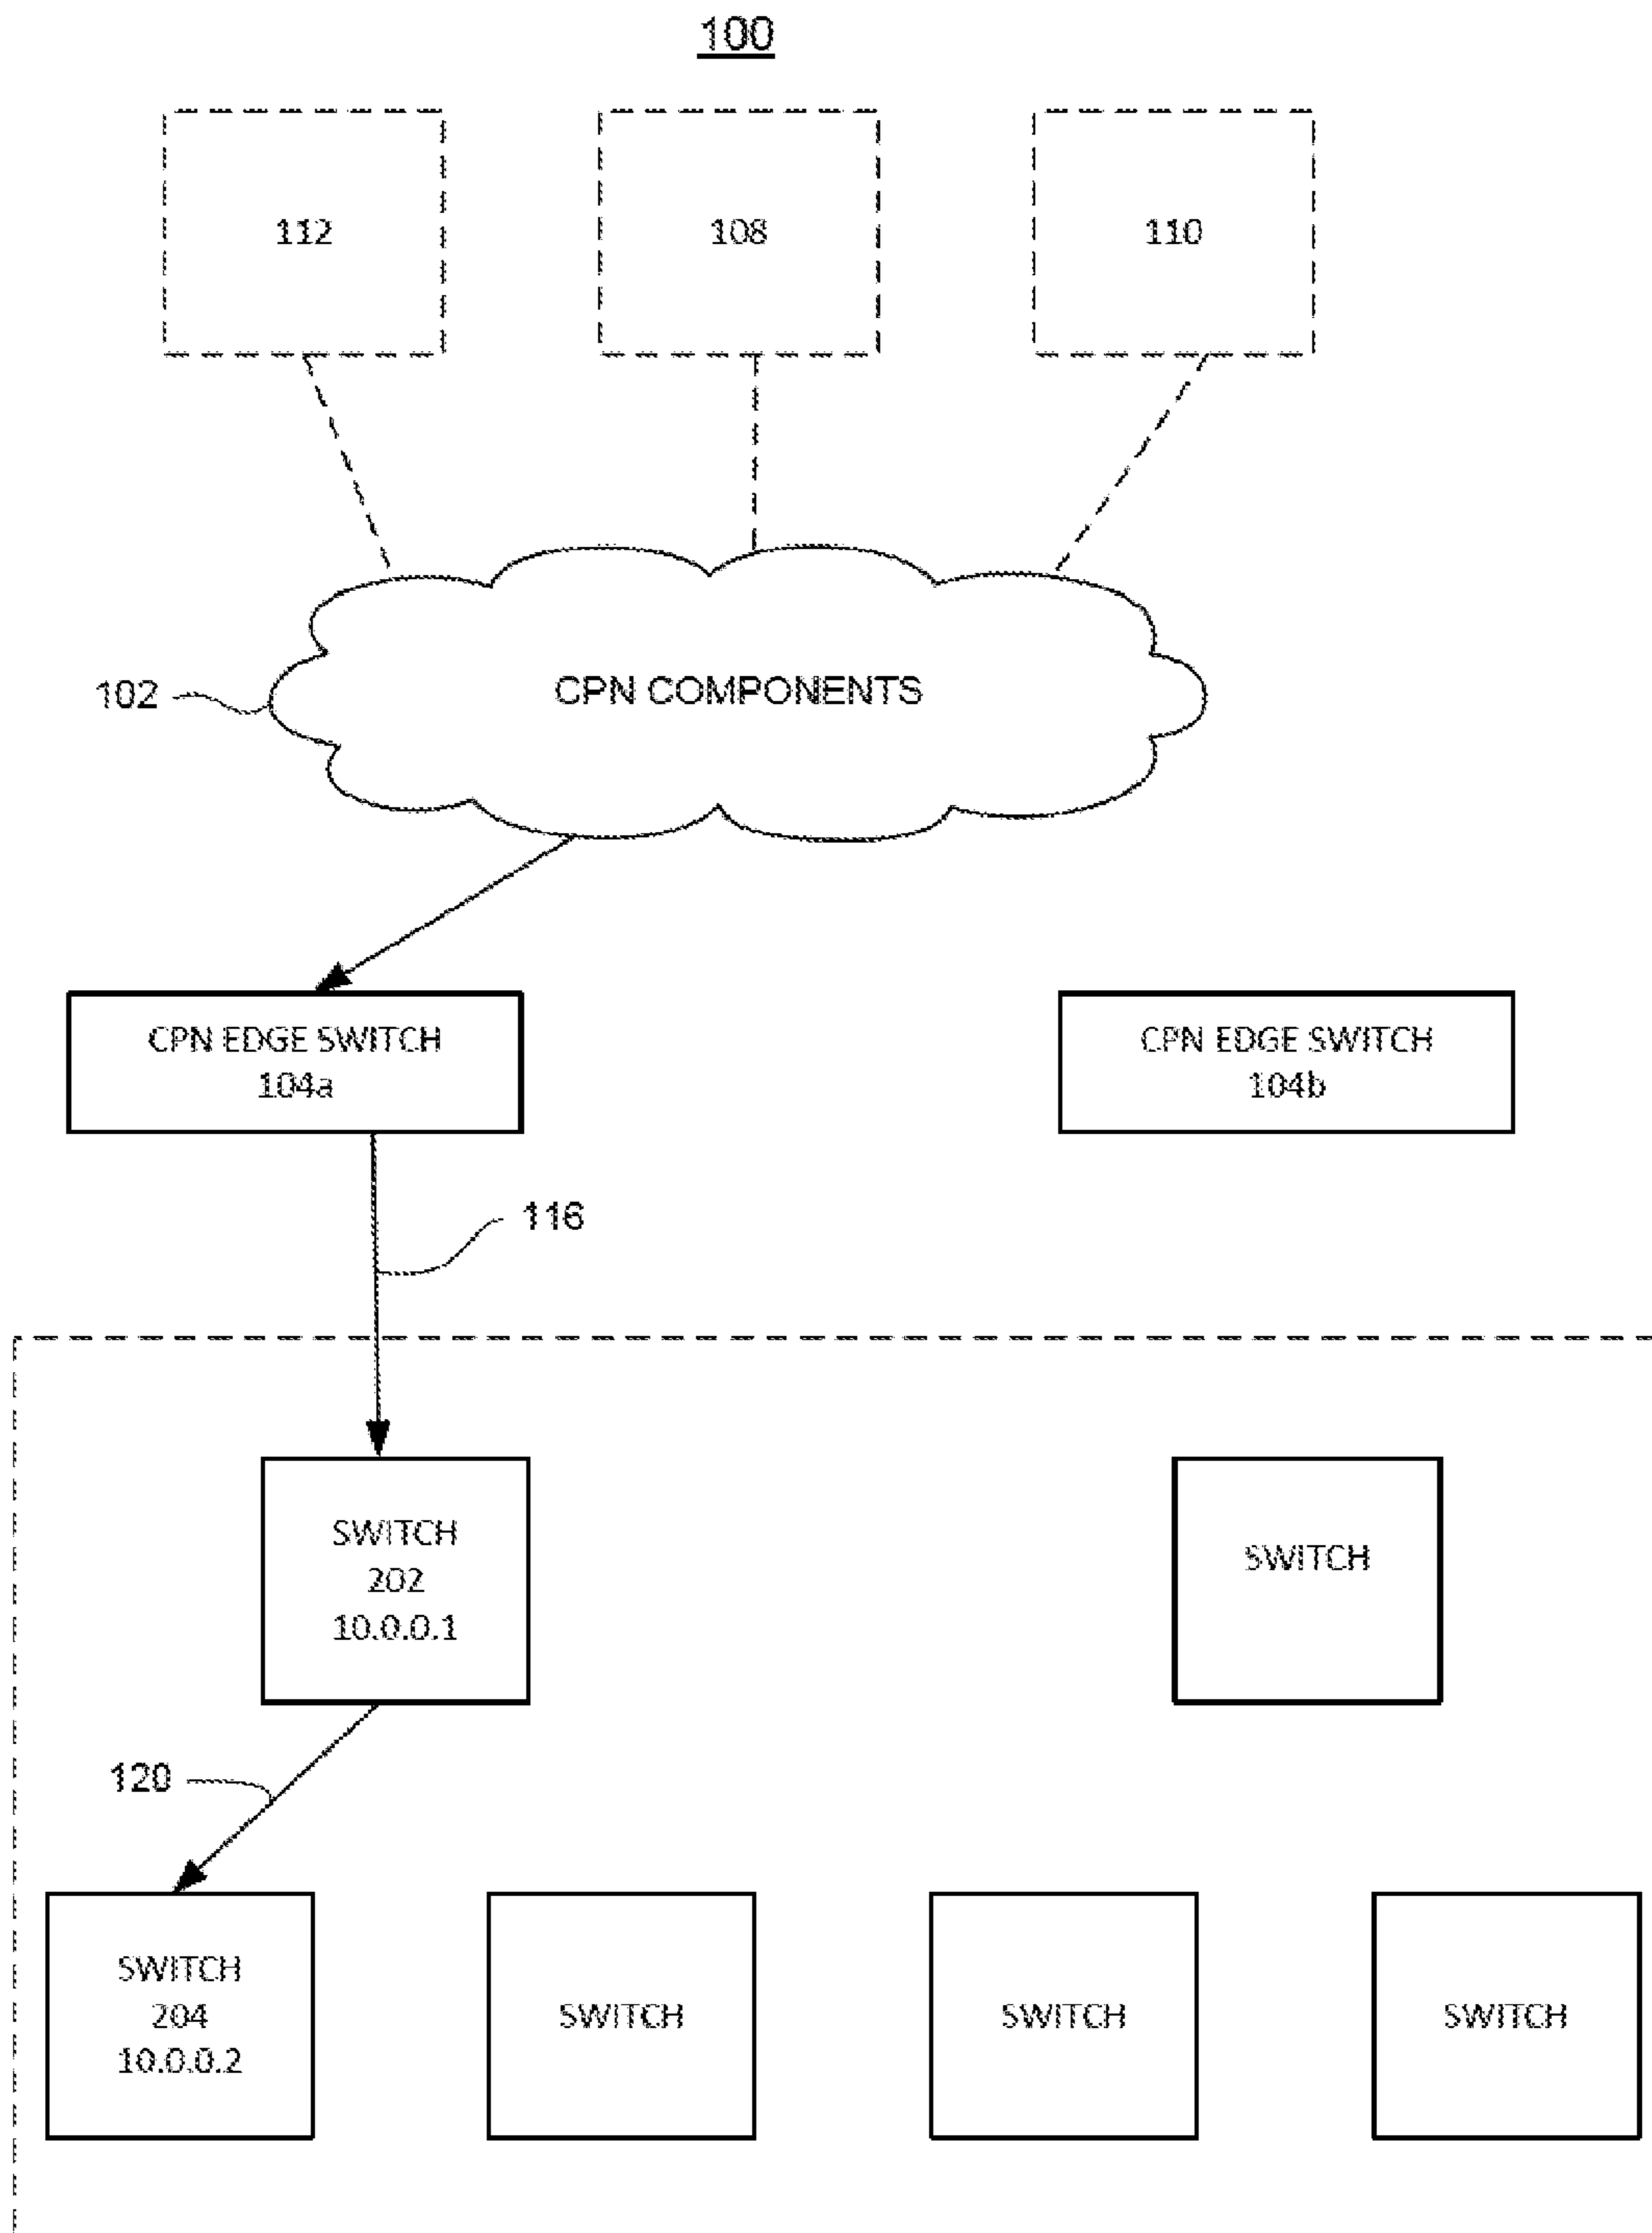 100
112
108
110
102
CPN COMPONENTS
CPN EDGE SWITCH
104a
CPN EDGE SWITCH
104b
116
SWITCH
202
10.0.0.1
SWITCH
120
SWITCH
204
10.0.0.2
SWITCH
SWITCH
SWITCH